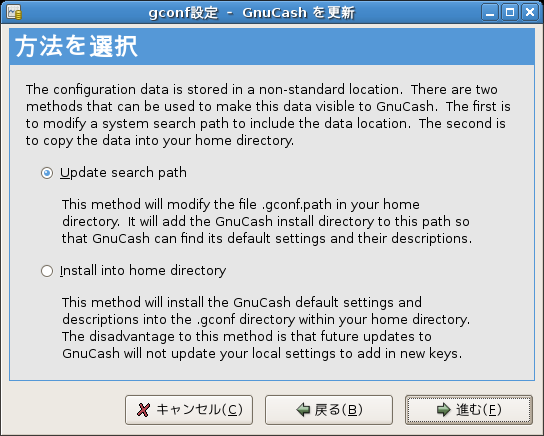 gconf設定 - GnuCash を更新
方法を選択
The configuration data is stored in a non-standard location.  There are two
methods that can be used to make this data visible to GnuCash.  The first is
to modify a system search path to include the data location.  The second is
to copy the data into your home directory.
Update search path
This method will modify the file .gconf.path in your home
directory.  It will add the GnuCash install directory to this path so
that GnuCash can find its default settings and their descriptions.
Install into home directory
This method will install the GnuCash default settings and
descriptions into the .gconf directory within your home directory.
The disadvantage to this method is that future updates to
GnuCash will not update your local settings to add in new keys.
キャンセル(C) 戻る(B) 進む(F)